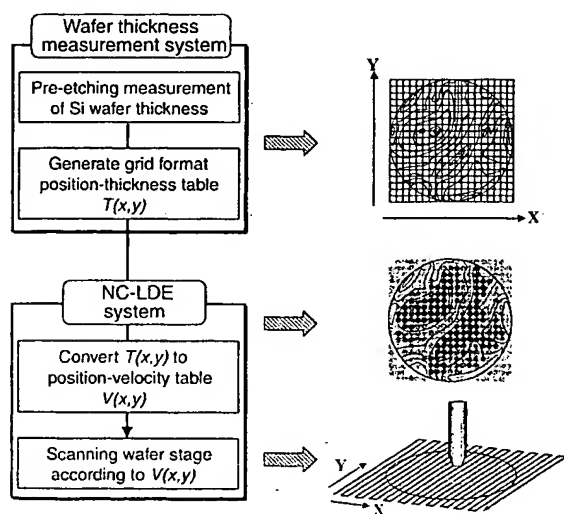 Wafer thickness
measurement system
Pre-etching measurement
of Si wafer thickness
Generate grid format
position-thickness table
T(x,y)
Y
X
NC-LDE
system
Convert T(x,y) to
position-velocity table
V(x,y)
Scanning wafer stage
according to V(x,y)
Y
X